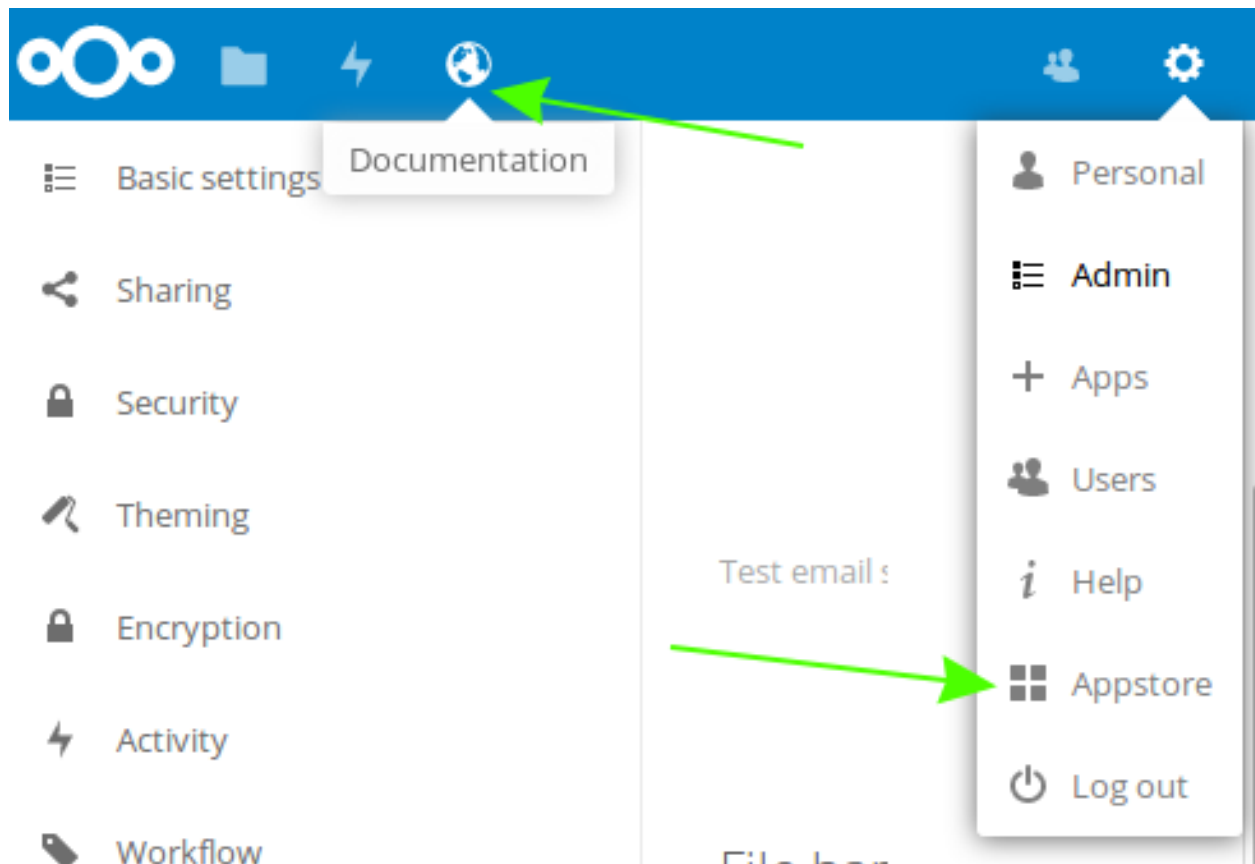 Documentation
Basic settings
Sharing
Security
Theming
Encryption
Activity
Workflow
Test email
Personal
Admin
Apps
Users
Help
Appstore
Log out